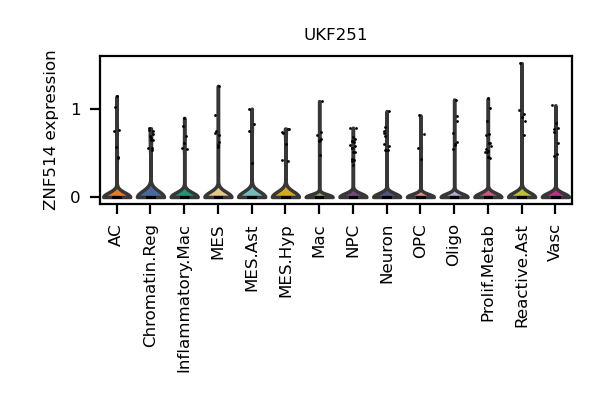 UKF251
ZNF514 expression
1
0
AC
Chromatin.Reg
Inflammatory.Mac
MES
MES.Ast
MES.Hyp
Mac
NPC
Neuron
OPC
Oligo
Prolif.Metab
Reactive.Ast
Vasc